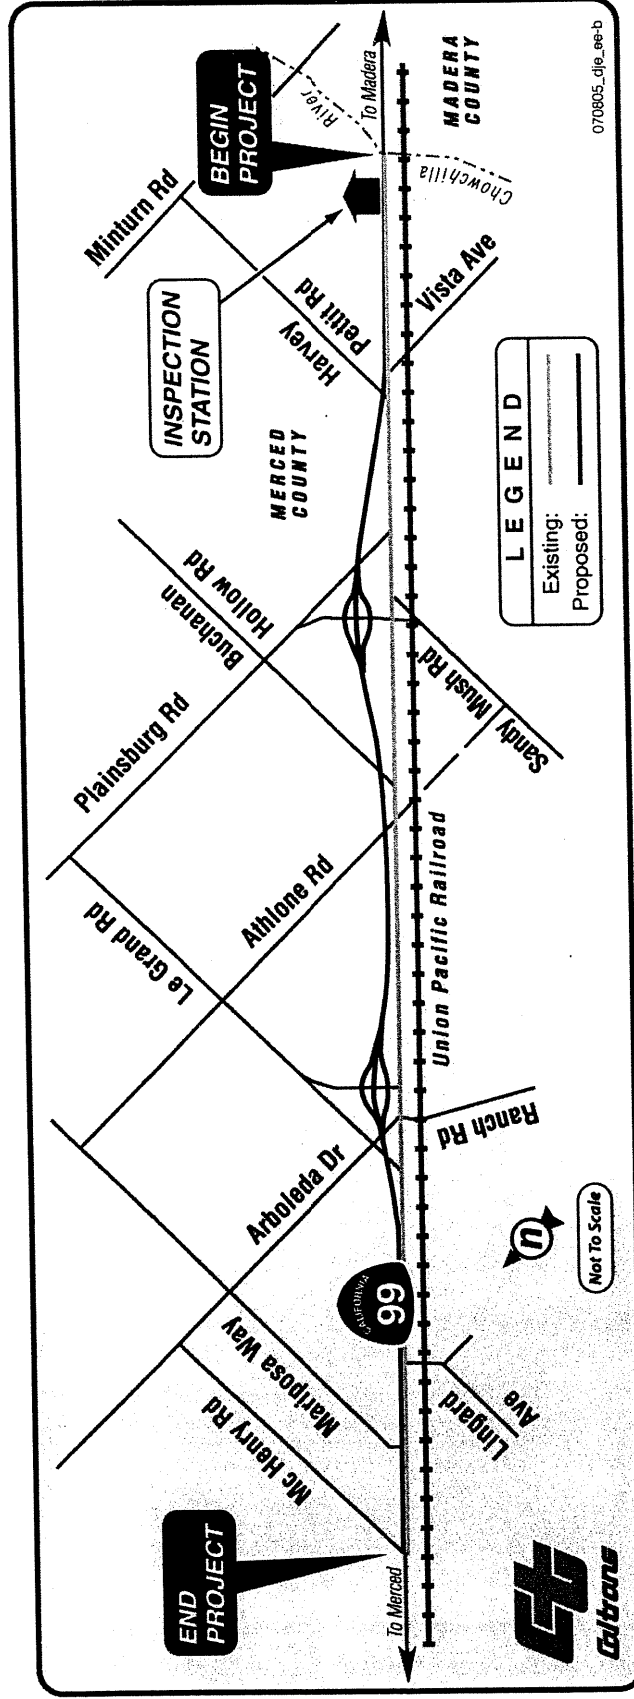 END
PROJECT
To Merced
Mc Henry Rd
Mariposa Way
Lingard
Ave
CALIFORNIA
99
Arboleda Dr
Ranch Rd
Le Grand Rd
Athlone Rd
Plainsburg Rd
Buchanan
Hollow Rd
Union Pacific Railroad
Sandy
Mush Rd
MERCED
COUNTY
INSPECTION
STATION
Minturn Rd
Harvey
Pettit Rd
Vista Ave
BEGIN
PROJECT
Chowchilla
River
To Madera
MADERA
COUNTY
n
Not To Scale
LEGEND
Existing:
Proposed:
Caltrans
070805_dje_ee-b